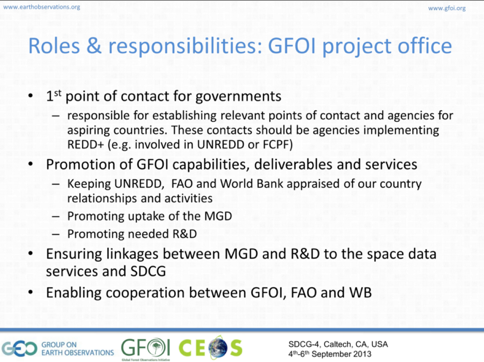 www.earthobservations.org
www.gfoi.org
Roles & responsibilities: GFOI project office
• 1st point of contact for governments
– responsible for establishing relevant points of contact and agencies for
aspiring countries. These contacts should be agencies implementing
REDD+ (e.g. involved in UNREDD or FCPF)
• Promotion of GFOI capabilities, deliverables and services
– Keeping UNREDD, FAO and World Bank appraised of our country
relationships and activities
– Promoting uptake of the MGD
– Promoting needed R&D
• Ensuring linkages between MGD and R&D to the space data
services and SDCG
• Enabling cooperation between GFOI, FAO and WB
GEO GROUP ON
EARTH OBSERVATIONS
GFOI
Global Forest Observations Initiative
CEOS
SDCG-4, Caltech, CA, USA
4th-6th September 2013